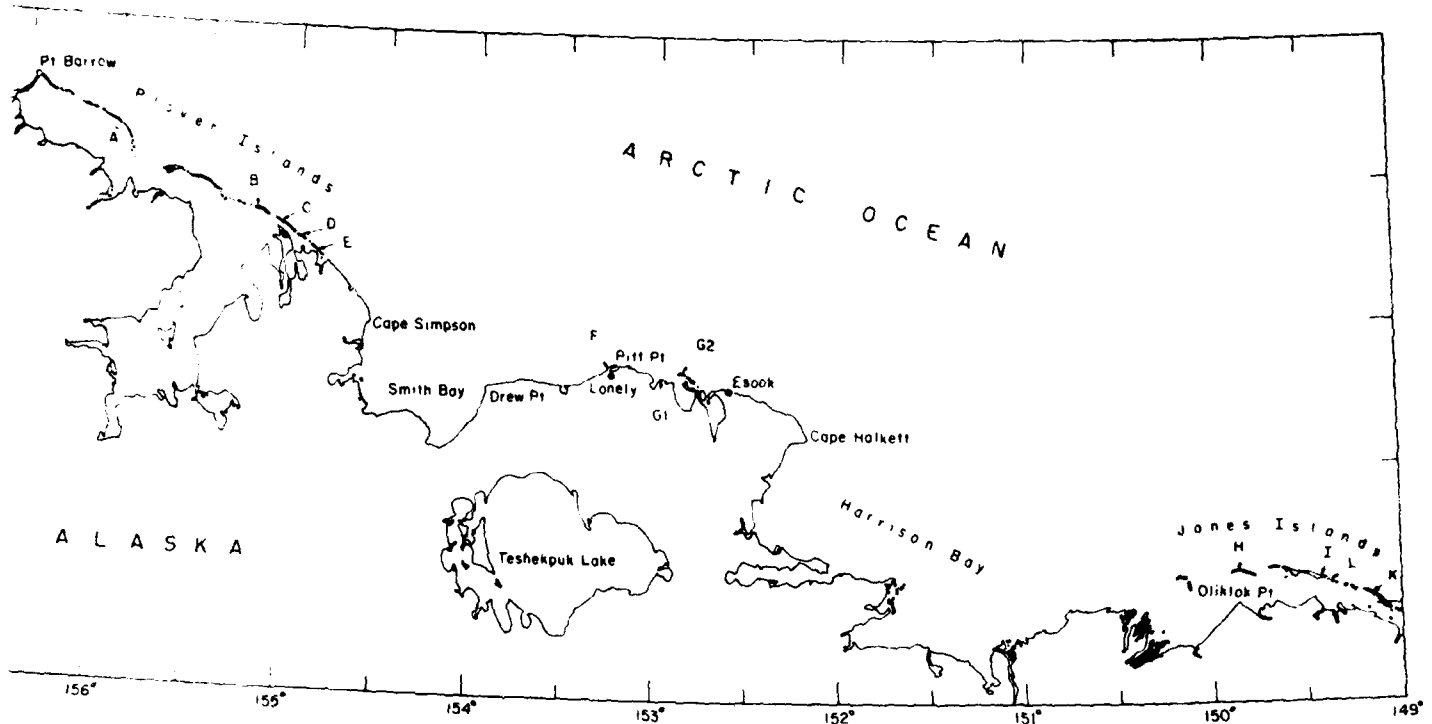 Pt Barrow
Plover Islands
A
B
C
D
E
ARCTIC OCEAN
Cape Simpson
F
Pitt Pt
G2
Smith Bay
Drew Pt
Lonely
Esook
G1
Cape Halkett
Harrison Bay
ALASKA
Teshekpuk Lake
Jones Islands
H
I
L
K
Oliktok Pt
156°
155°
154°
153°
152°
151°
150°
149°